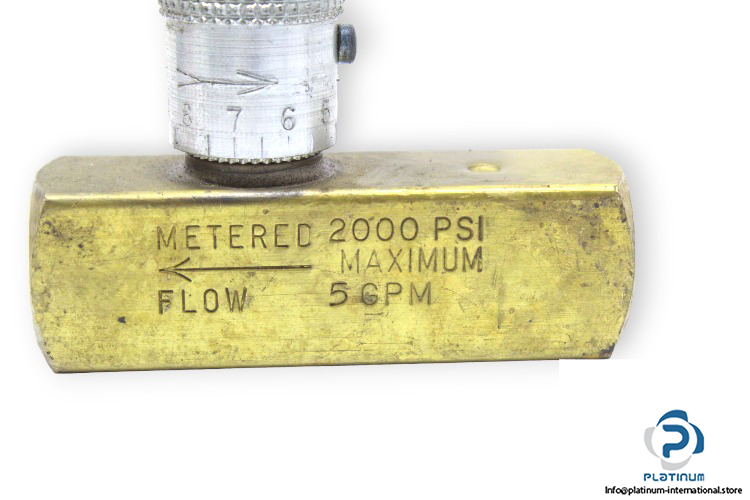 8 7 6 5
METERED 2000 PSI
MAXIMUM
FLOW 5 GPM
PLATINUM
Info@platinum-international.store